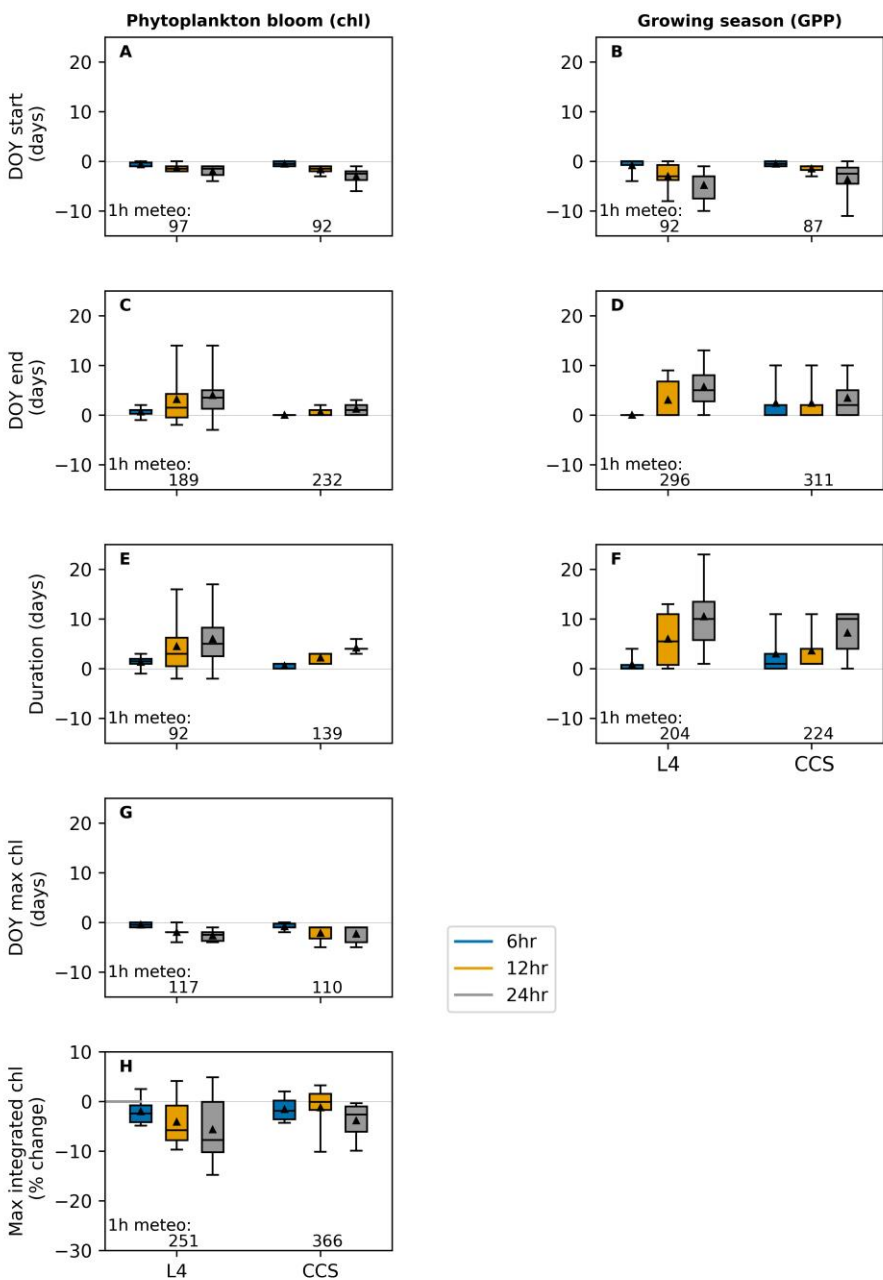 Phytoplankton bloom (chl)
Growing season (GPP)
DOY start
(days)
A
20
10
0
−10
1h meteo:
97 92
B
20
10
0
−10
1h meteo:
92 87
DOY end
(days)
C
20
10
0
−10
1h meteo:
189 232
D
20
10
0
−10
1h meteo:
296 311
Duration (days)
E
20
10
0
−10
1h meteo:
92 139
F
20
10
0
−10
1h meteo:
204 224
L4 CCS
DOY max chl
(days)
G
20
10
0
−10
1h meteo:
117 110
6hr
12hr
24hr
Max integrated chl
(% change)
H
10
0
−10
−20
−30
1h meteo:
251 366
L4 CCS